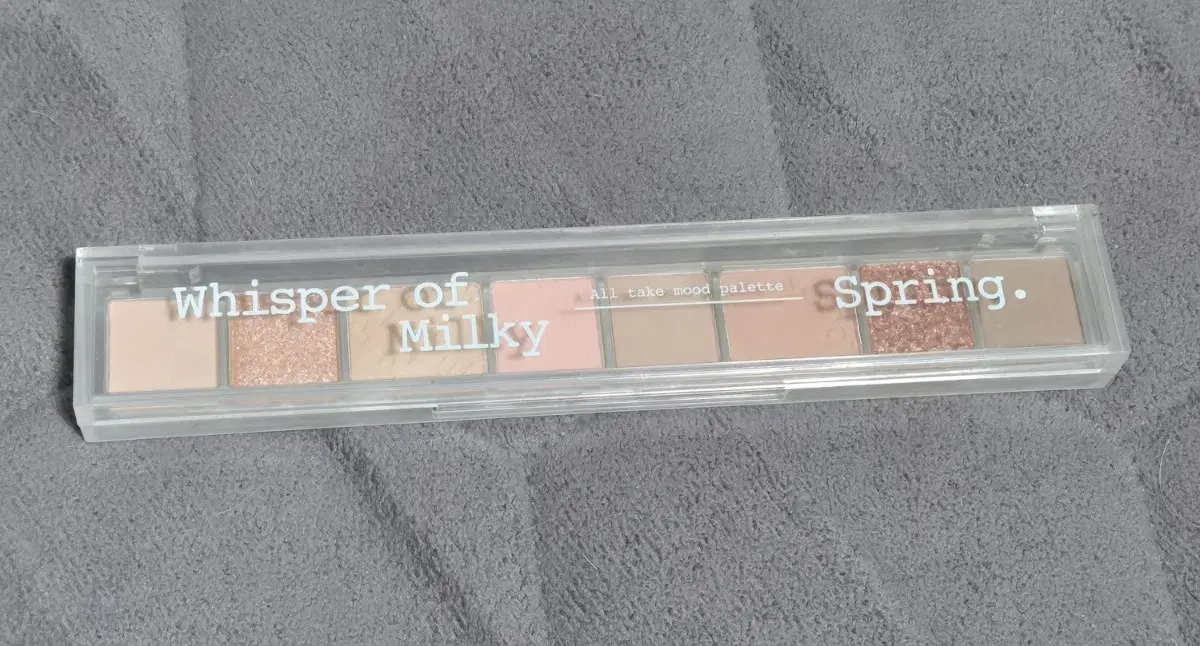 Whisper of
Milky
All take mood palette
Spring.